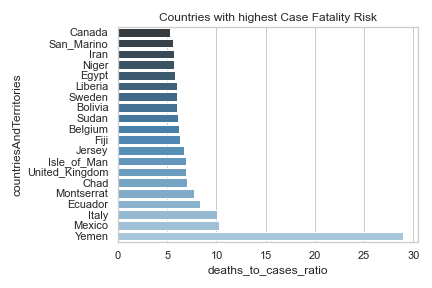 Countries with highest Case Fatality Risk
countriesAndTerritories
Canada
San_Marino
Iran
Niger
Egypt
Liberia
Sweden
Bolivia
Sudan
Belgium
Fiji
Jersey
Isle_of_Man
United_Kingdom
Chad
Montserrat
Ecuador
Italy
Mexico
Yemen
0 5 10 15 20 25 30
deaths_to_cases_ratio